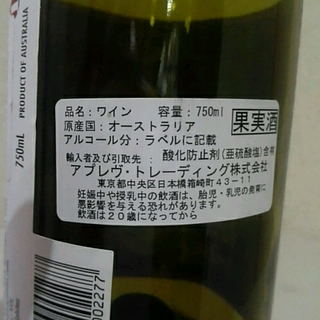 PRODUCT OF AUSTRALIA
750mL
品名：ワイン　容量：750ml
原産国：オーストラリア
アルコール分：ラベルに記載
果実酒
輸入者及び引取先：酸化防止剤(亜硫酸塩)含有
アプレヴ・トレーディング株式会社
東京都中央区日本橋箱崎町43－11
妊娠中や授乳中の飲酒は、胎児・乳児の発育に
悪影響を与える恐れがあります。
飲酒は20歳になってから
002277